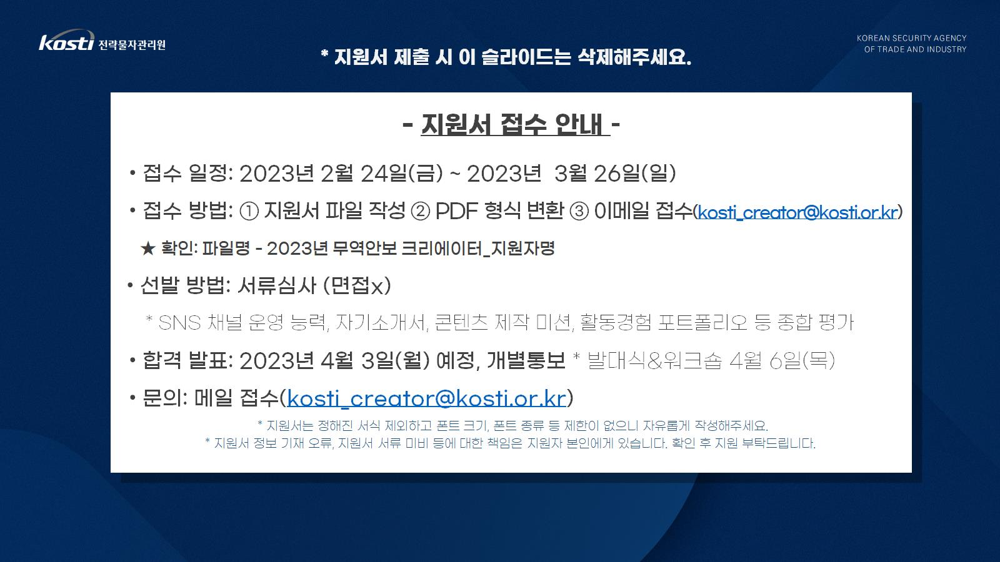 kosti 전략물자관리원
KOREAN SECURITY AGENCY
OF TRADE AND INDUSTRY
* 지원서 제출 시 이 슬라이드는 삭제해주세요.
- 지원서 접수 안내 -
• 접수 일정: 2023년 2월 24일(금) ~ 2023년 3월 26일(일)
• 접수 방법: ① 지원서 파일 작성 ② PDF 형식 변환 ③ 이메일 접수(kosti_creator@kosti.or.kr)
★ 확인: 파일명 - 2023년 무역안보 크리에이터_지원자명
• 선발 방법: 서류심사 (면접x)
* SNS 채널 운영 능력, 자기소개서, 콘텐츠 제작 미션, 활동경험 포트폴리오 등 종합 평가
• 합격 발표: 2023년 4월 3일(월) 예정, 개별통보 * 발대식&워크숍 4월 6일(목)
• 문의: 메일 접수(kosti_creator@kosti.or.kr)
* 지원서는 정해진 서식 제외하고 폰트 크기, 폰트 종류 등 제한이 없으니 자유롭게 작성해주세요.
* 지원서 정보 기재 오류, 지원서 서류 미비 등에 대한 책임은 지원자 본인에게 있습니다. 확인 후 지원 부탁드립니다.